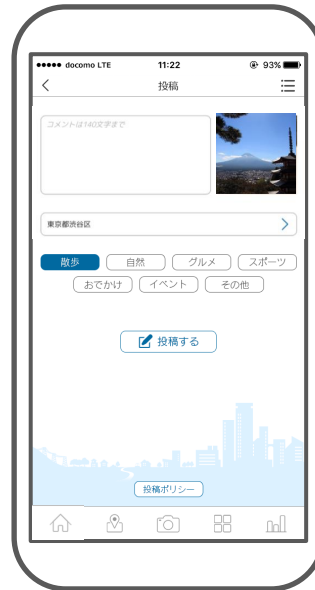 docomo LTE 11:22 93%
投稿
コメントは140文字まで
東京都渋谷区
散歩 自然 グルメ スポーツ
おでかけ イベント その他
投稿する
投稿ポリシー